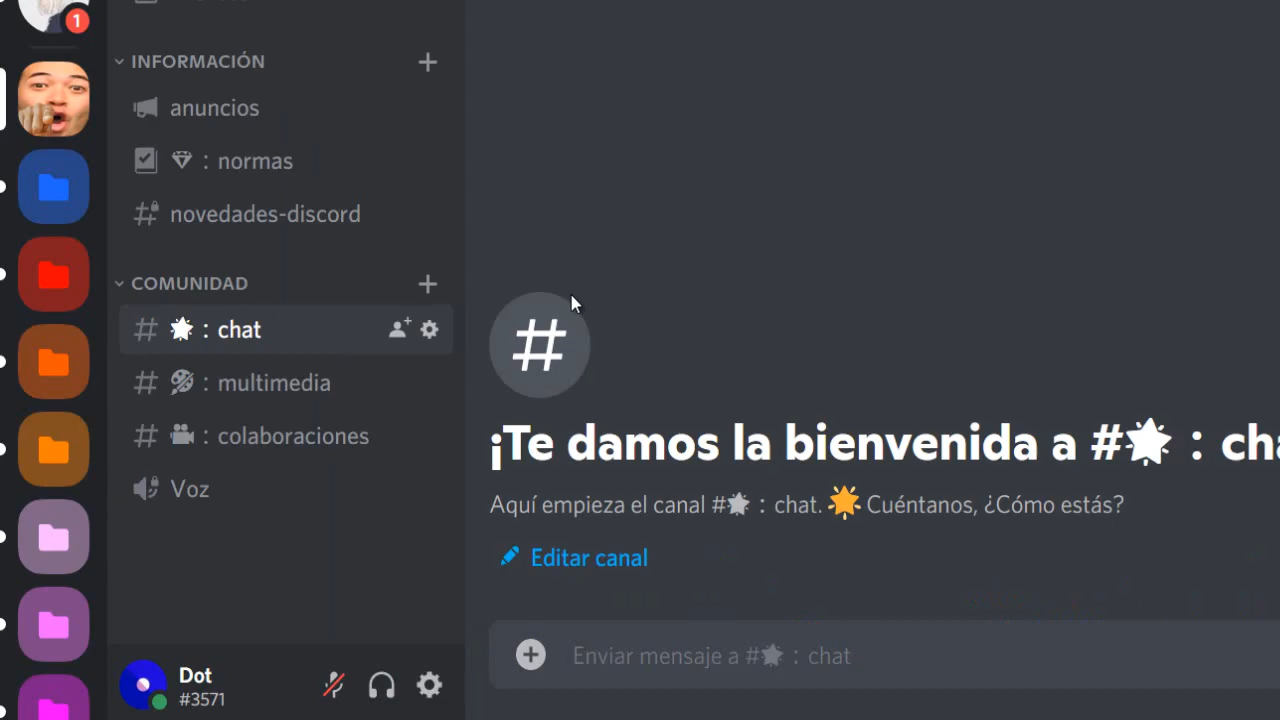 1
INFORMACIÓN
anuncios
: normas
novedades-discord
COMUNIDAD
# : chat
# : multimedia
# : colaboraciones
Voz
Dot
#3571
#
¡Te damos la bienvenida a #🌟 : cha
Aquí empieza el canal #🌟 : chat. 🌟 Cuéntanos, ¿Cómo estás?
Editar canal
Enviar mensaje a #🌟 : chat